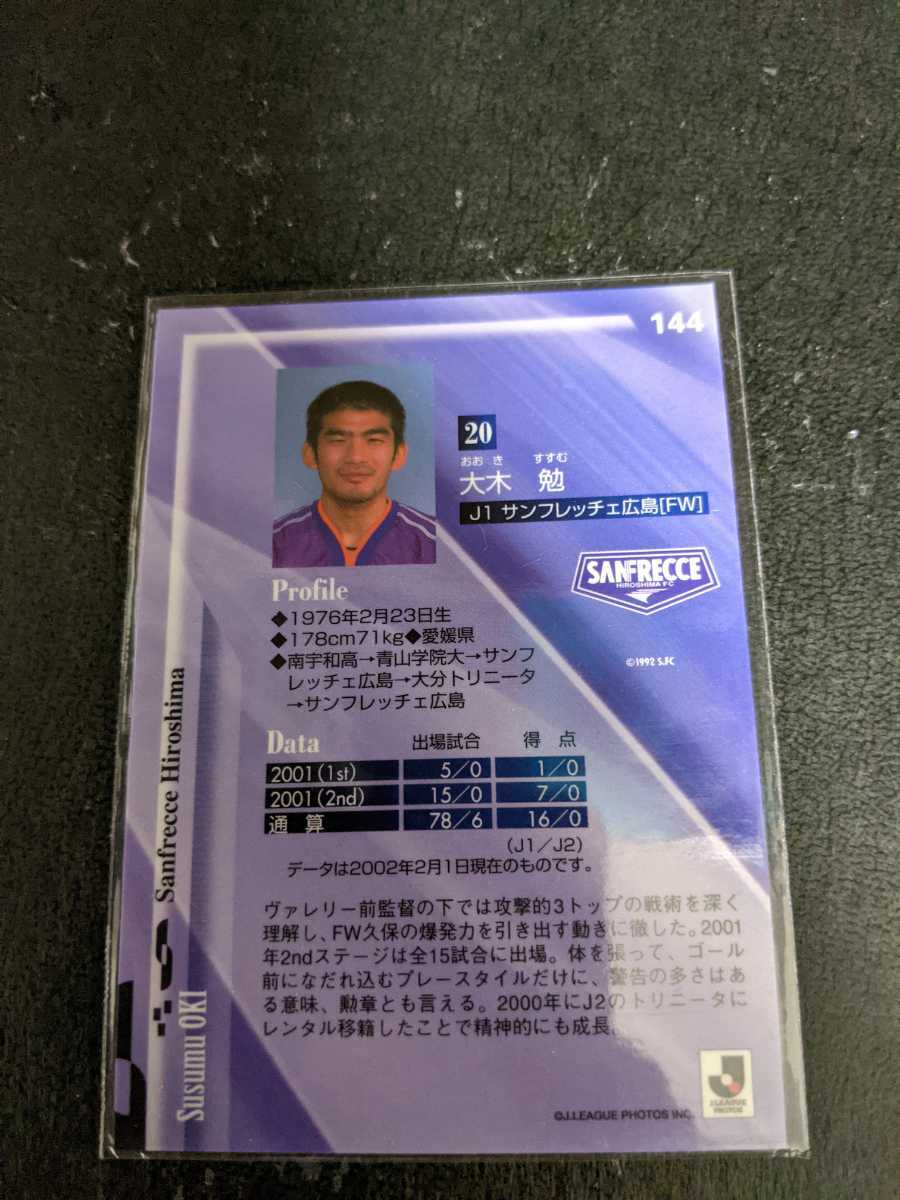 144
20
おおき すすむ
大木 勉
J1 サンフレッチェ広島[FW]
SANFRECCE
HIROSHIMA FC
©1992 S.FC
Profile
◆1976年2月23日生
◆178cm71kg◆愛媛県
◆南宇和高→青山学院大→サンフ
レッチェ広島→大分トリニータ
→サンフレッチェ広島
Data 出場試合 得点
2001(1st) 5/0 1/0
2001(2nd) 15/0 7/0
通算 78/6 16/0
(J1/J2)
データは2002年2月1日現在のものです。
ヴァレリー前監督の下では攻撃的3トップの戦術を深く
理解し、FW久保の爆発力を引き出す動きに徹した。2001
年2ndステージは全15試合に出場。体を張って、ゴール
前になだれ込むプレースタイルだけに、警告の多さはあ
る意味、勲章とも言える。2000年にJ2のトリニータに
レンタル移籍したことで精神的にも成長。
©J.LEAGUE PHOTOS INC.
J.LEAGUE
PHOTOS
Susumu OKI
Sanfrecce Hiroshima